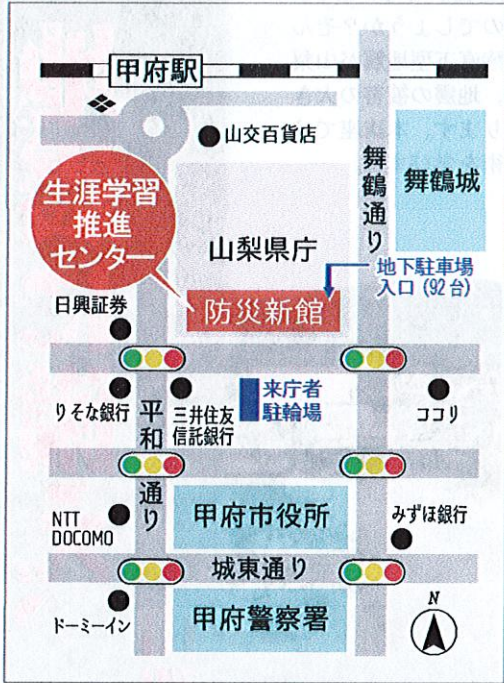 甲府駅
山交百貨店
舞鶴通り
舞鶴城
生涯学習
推進
センター
山梨県庁
地下駐車場
入口(92台)
防災新館
日興証券
りそな銀行
平和通り
三井住友
信託銀行
来庁者
駐輪場
ココリ
NTT
DOCOMO
甲府市役所
みずほ銀行
城東通り
ドーミーイン
甲府警察署
N